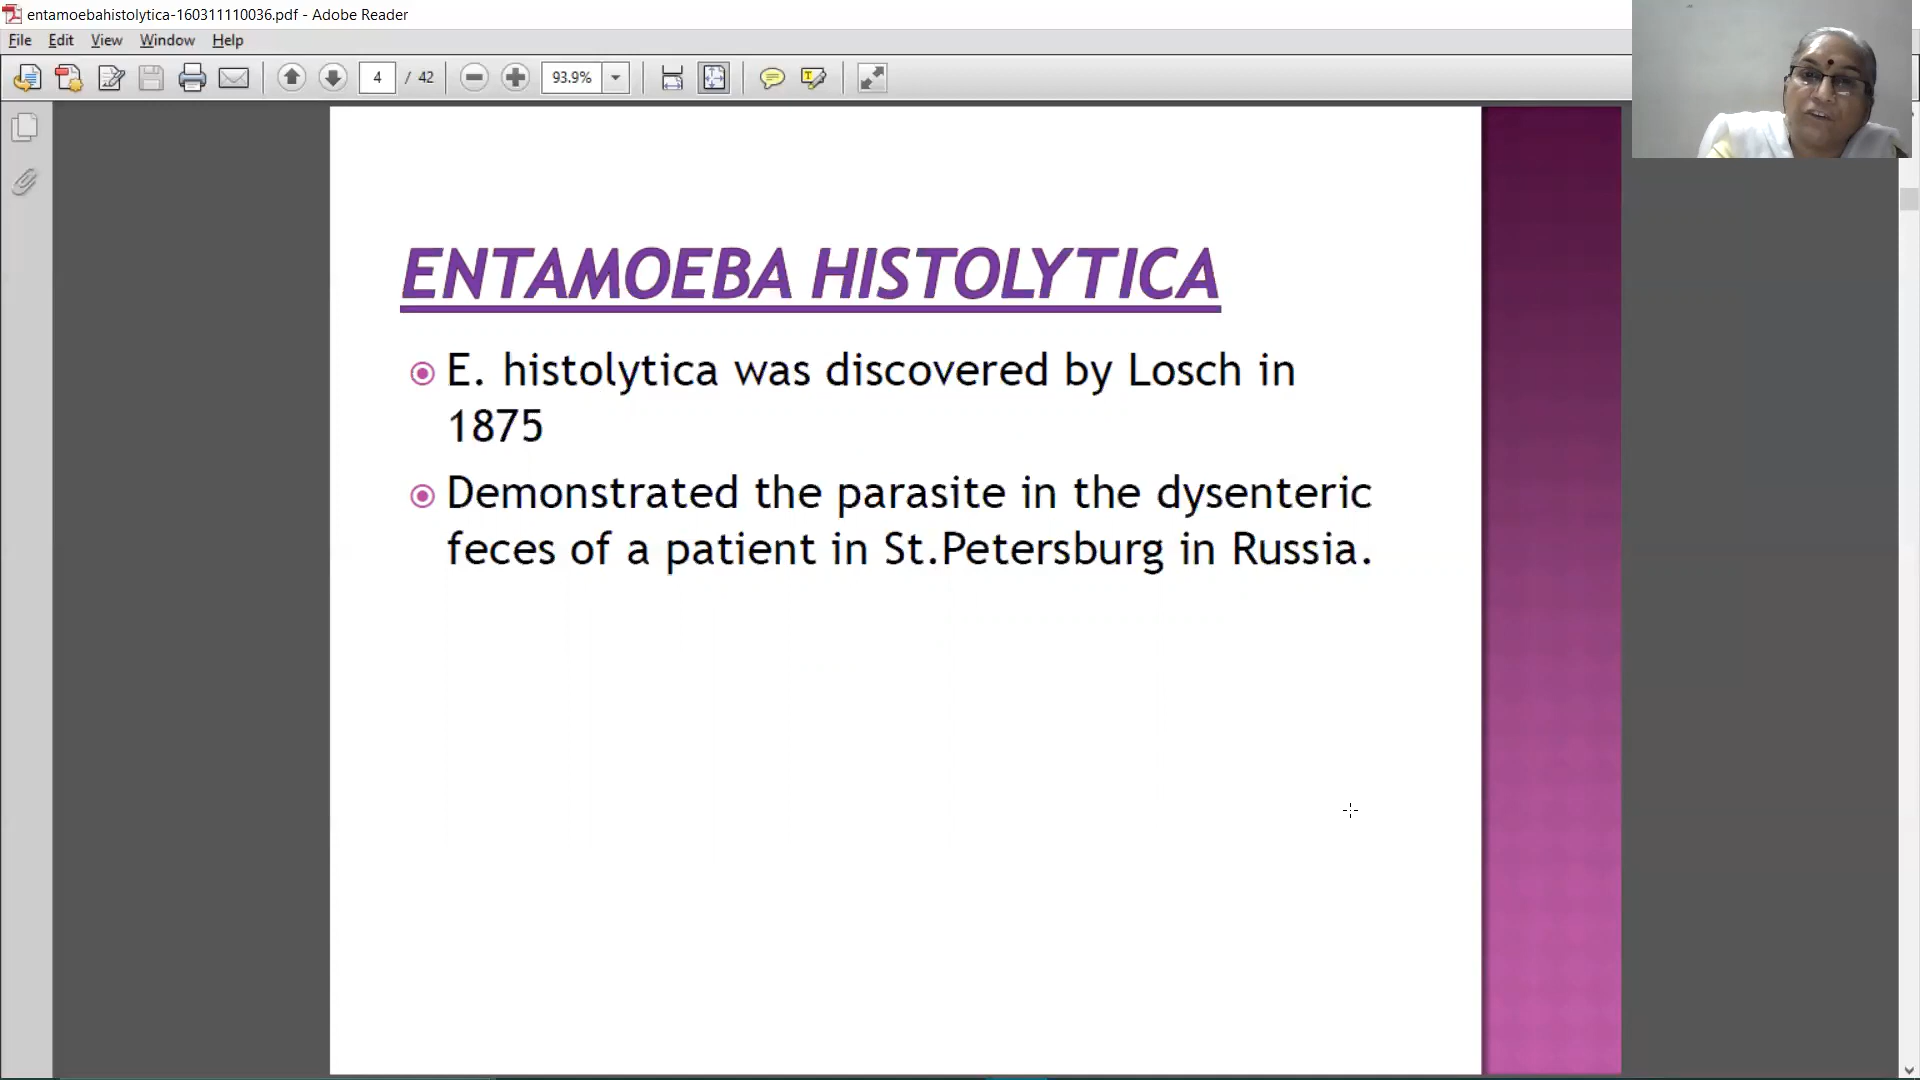 entamoebahistolytica-160311110036.pdf - Adobe Reader
File Edit View Window Help
4 / 42 93.9%
ENTAMOEBA HISTOLYTICA
E. histolytica was discovered by Losch in
1875
Demonstrated the parasite in the dysenteric
feces of a patient in St.Petersburg in Russia.